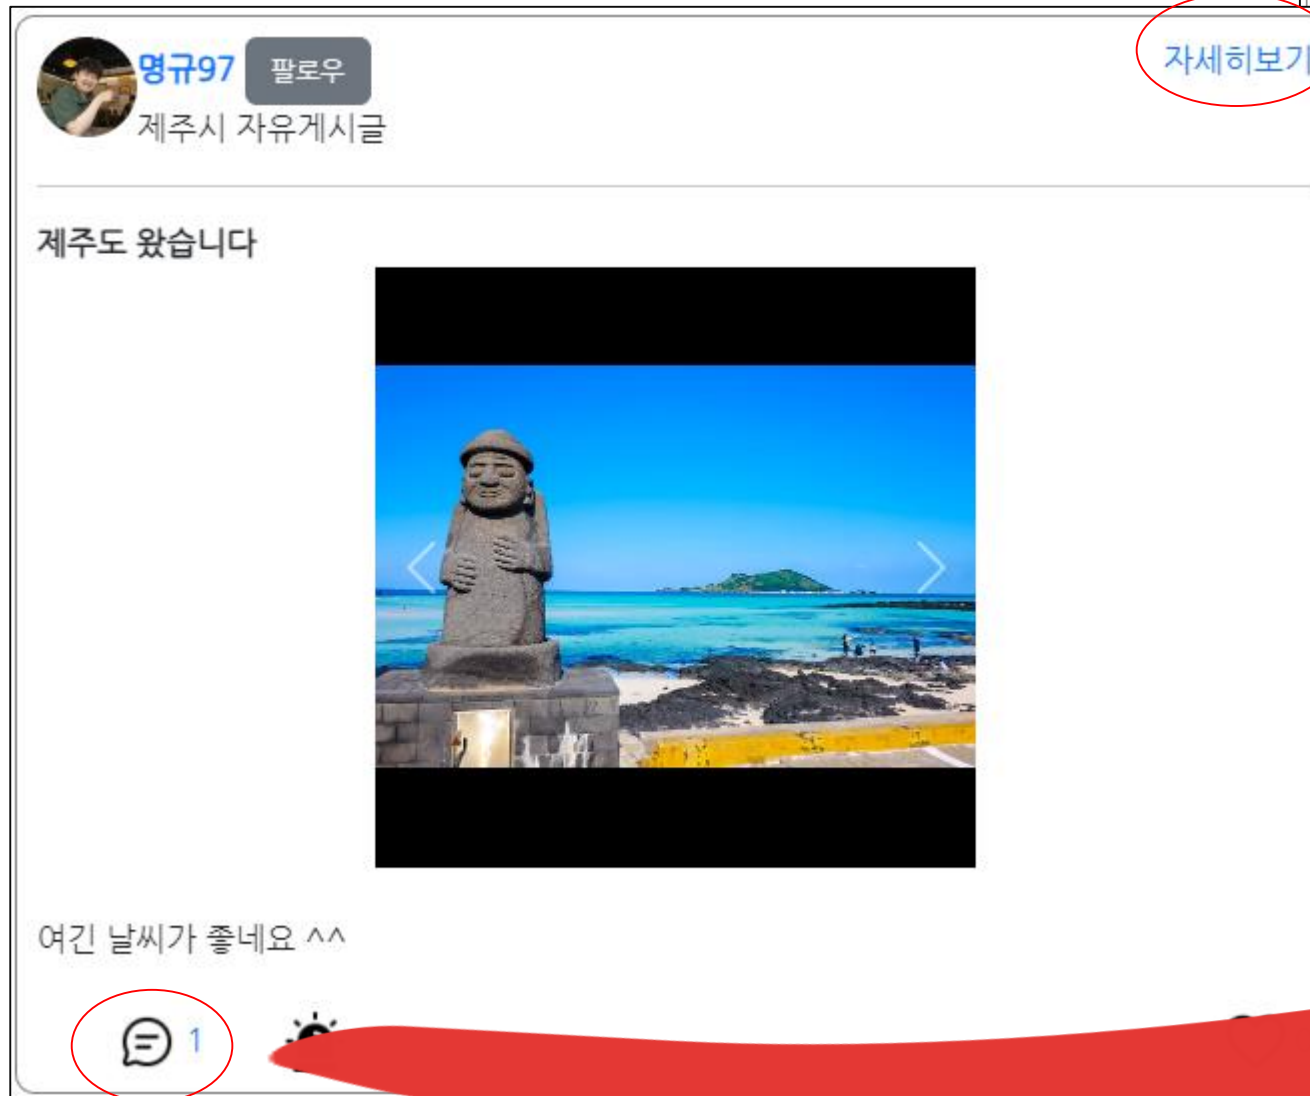 명규97 팔로우 자세히보기
제주시 자유게시글
제주도 왔습니다
여긴 날씨가 좋네요 ^^
1